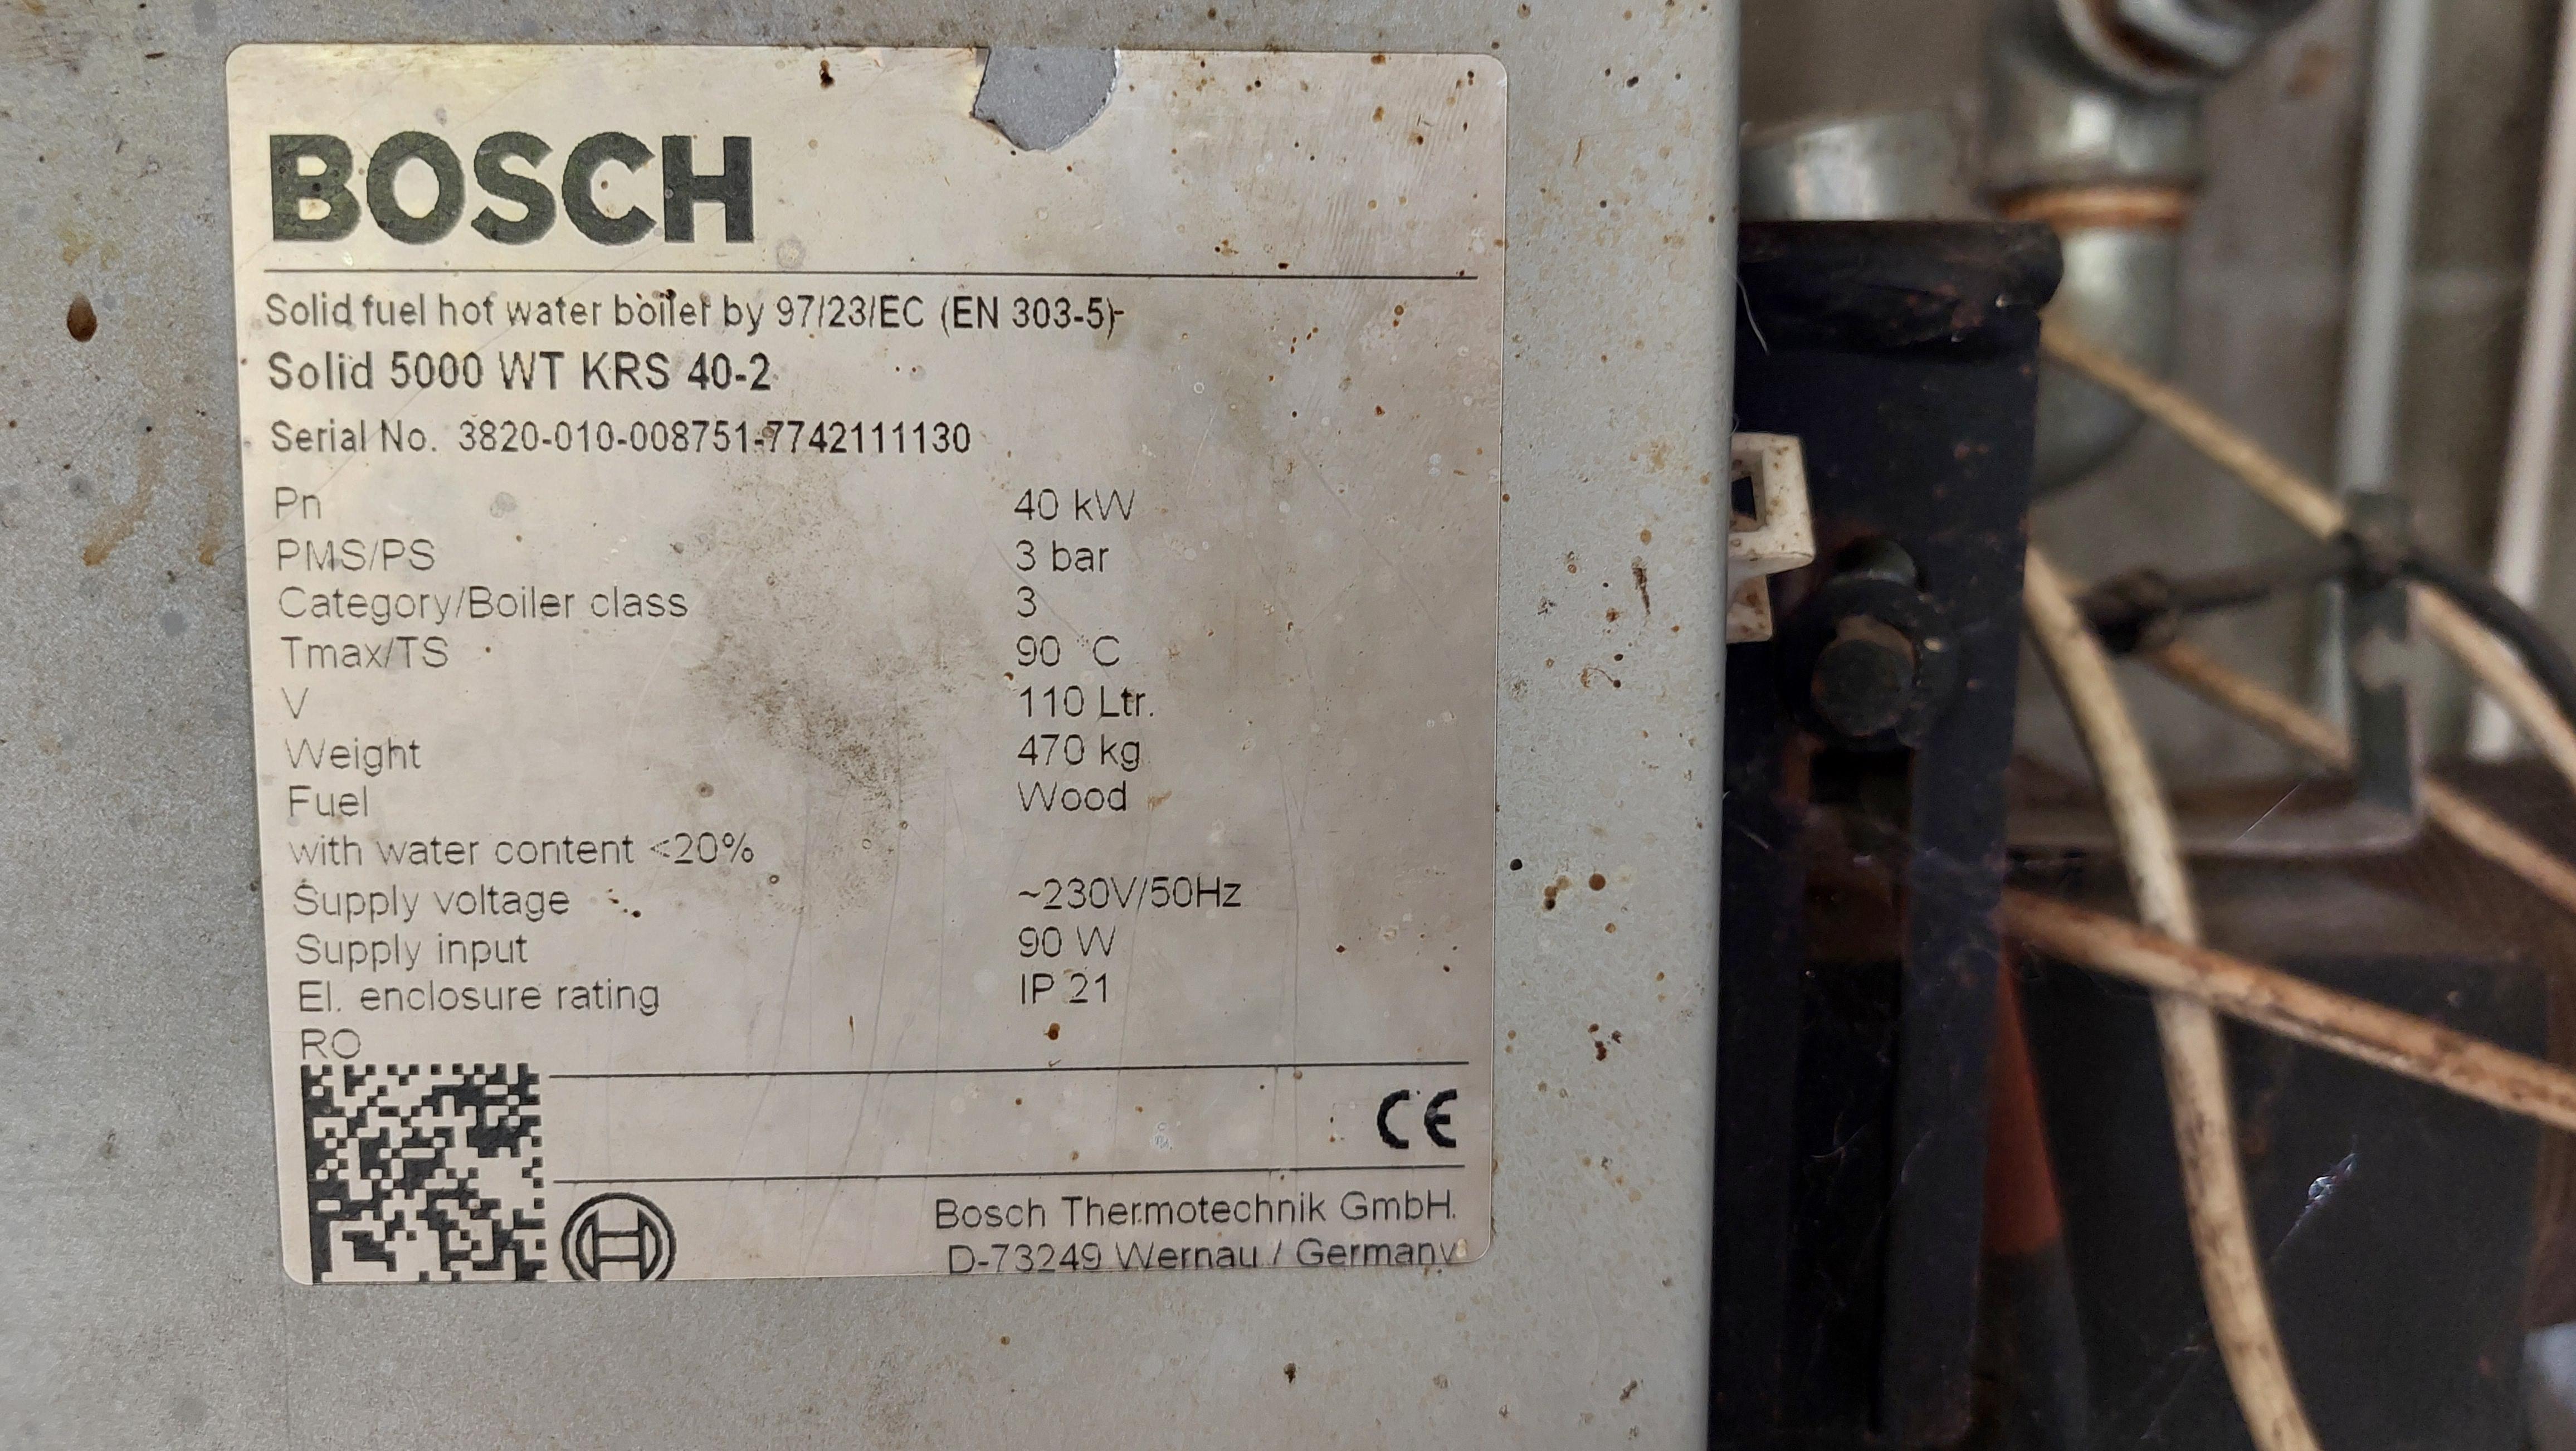 BOSCH
Solid fuel hot water boiler by 97/23/EC (EN 303-5)
Solid 5000 WT KRS 40-2
Serial No. 3820-010-008751-7742111130
Pn 40 kW
PMS/PS 3 bar
Category/Boiler class 3
Tmax/TS 90 °C
V 110 Ltr.
Weight 470 kg
Fuel Wood
with water content <20%
Supply voltage ~230V/50Hz
Supply input 90 W
El. enclosure rating IP 21
RO
CE
Bosch Thermotechnik GmbH.
D-73249 Wernau / Germany